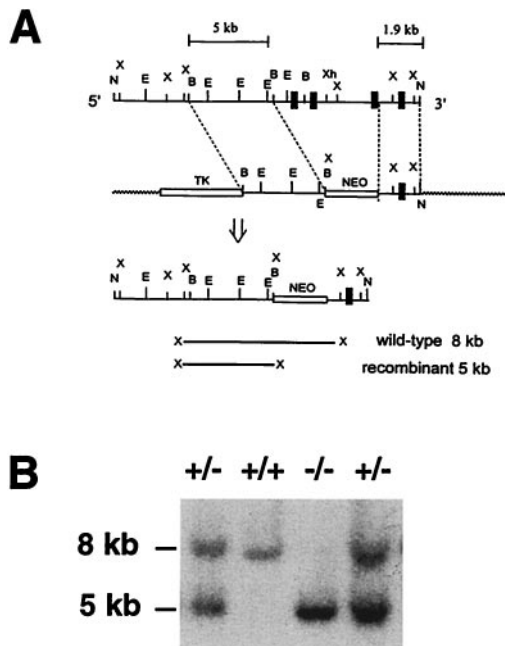 A
5 kb 1.9 kb
X X Xh X
N E X B E E B E B X X N
5' 3'
X X X
B E E B NEO
TK E N
X X X X X
N E X B E E E B NEO N
X X wild-type 8 kb
X X recombinant 5 kb
B
+/- +/+ -/- +/-
8 kb –
5 kb –